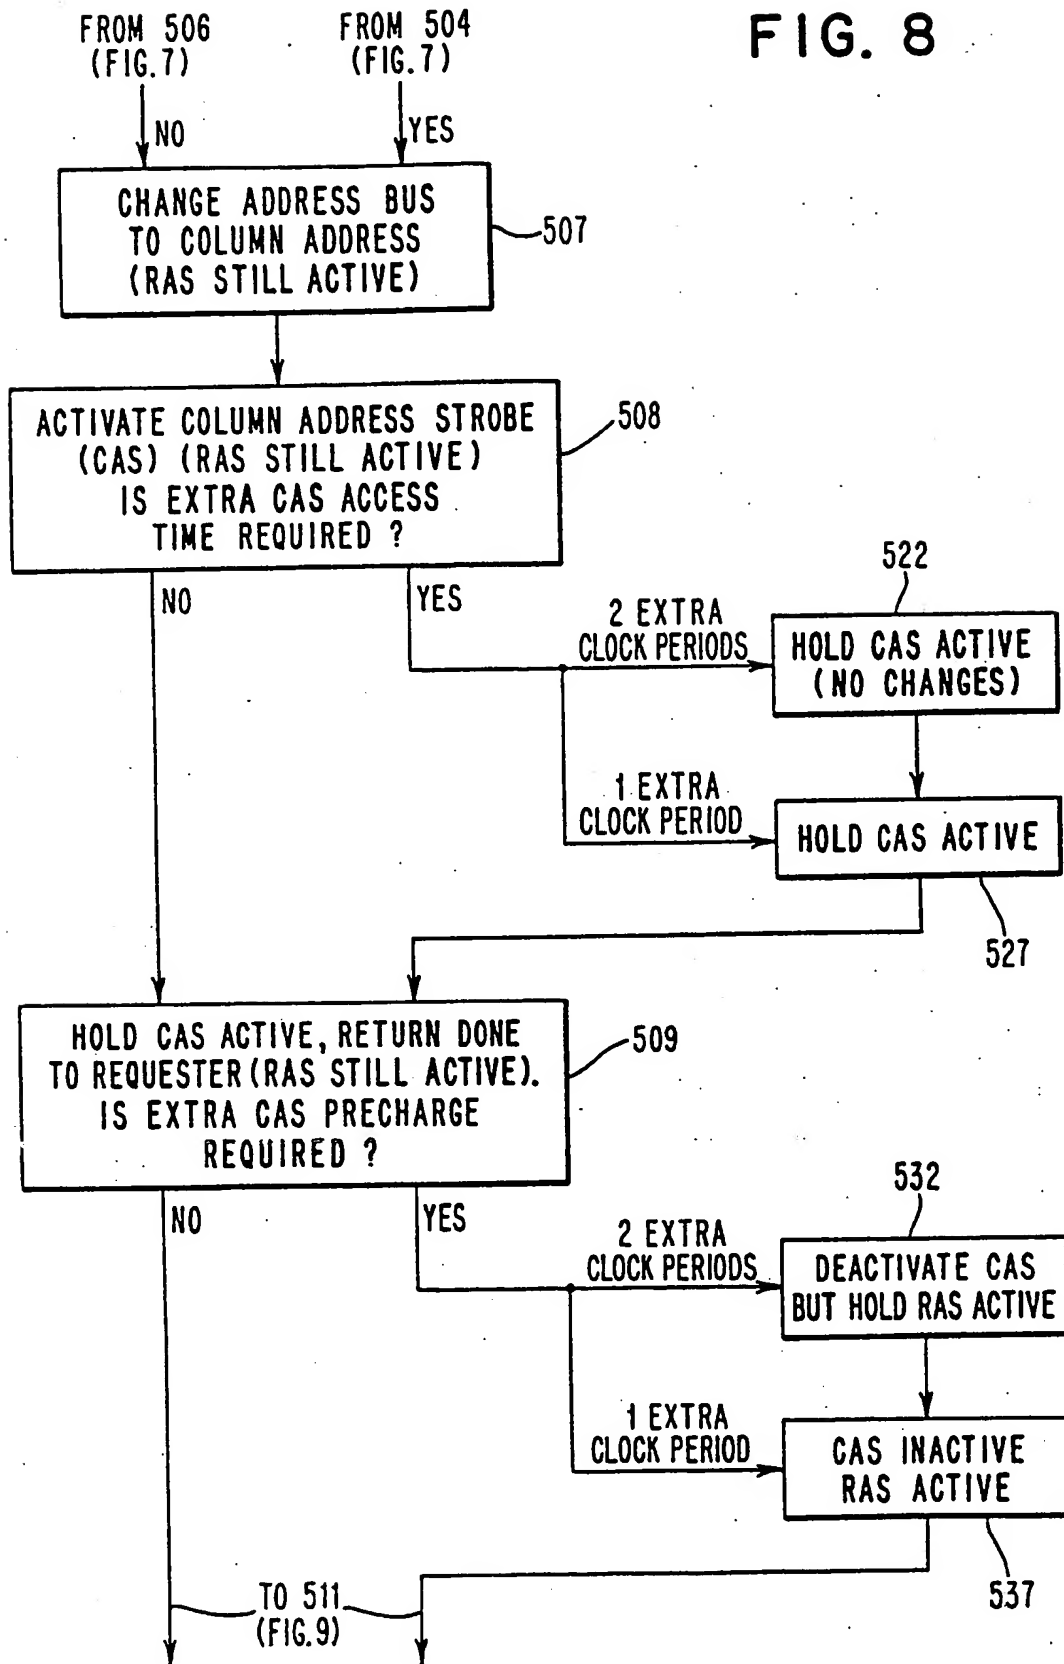 FROM 506
(FIG.7)
FROM 504
(FIG.7)
FIG. 8
NO
YES
CHANGE ADDRESS BUS
TO COLUMN ADDRESS
(RAS STILL ACTIVE)
507
ACTIVATE COLUMN ADDRESS STROBE
(CAS) (RAS STILL ACTIVE)
IS EXTRA CAS ACCESS
TIME REQUIRED ?
508
NO
YES
2 EXTRA
CLOCK PERIODS
522
HOLD CAS ACTIVE
(NO CHANGES)
1 EXTRA
CLOCK PERIOD
HOLD CAS ACTIVE
527
HOLD CAS ACTIVE, RETURN DONE
TO REQUESTER (RAS STILL ACTIVE).
IS EXTRA CAS PRECHARGE
REQUIRED ?
509
NO
YES
2 EXTRA
CLOCK PERIODS
532
DEACTIVATE CAS
BUT HOLD RAS ACTIVE
1 EXTRA
CLOCK PERIOD
CAS INACTIVE
RAS ACTIVE
537
TO 511
(FIG.9)